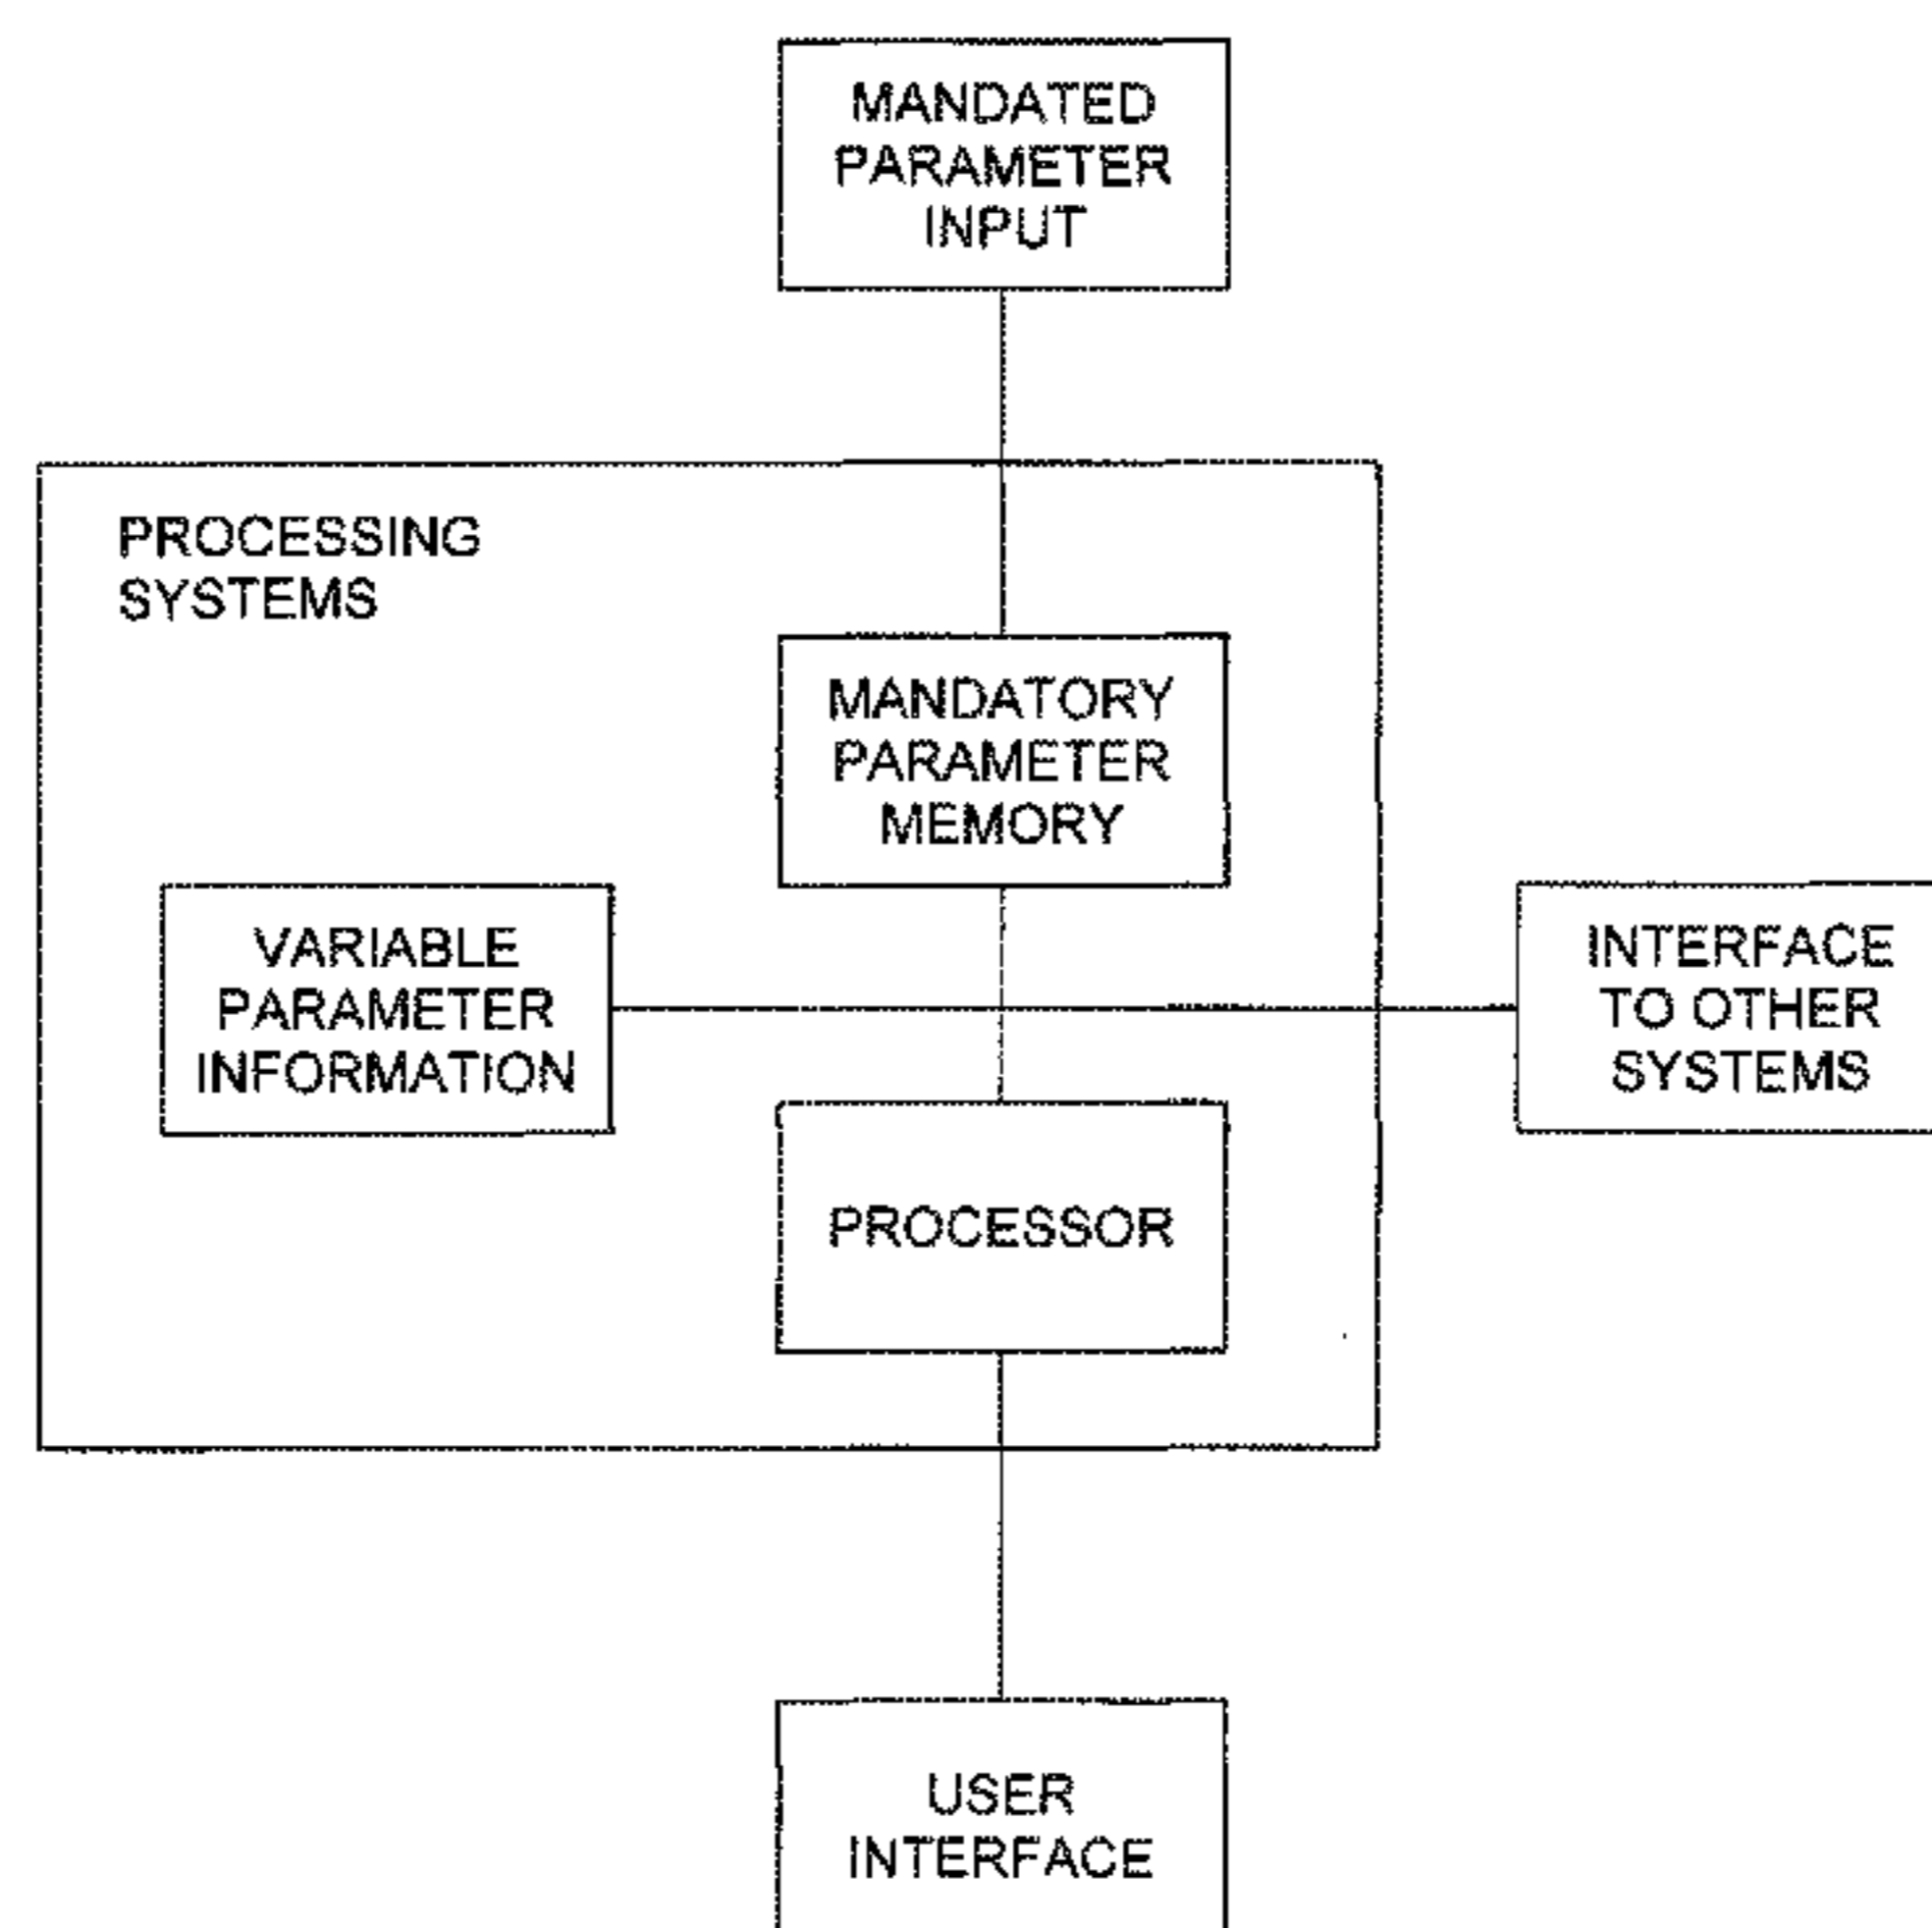 MANDATED
PARAMETER
INPUT
PROCESSING
SYSTEMS
MANDATORY
PARAMETER
MEMORY
VARIABLE
PARAMETER
INFORMATION
INTERFACE
TO OTHER
SYSTEMS
PROCESSOR
USER
INTERFACE